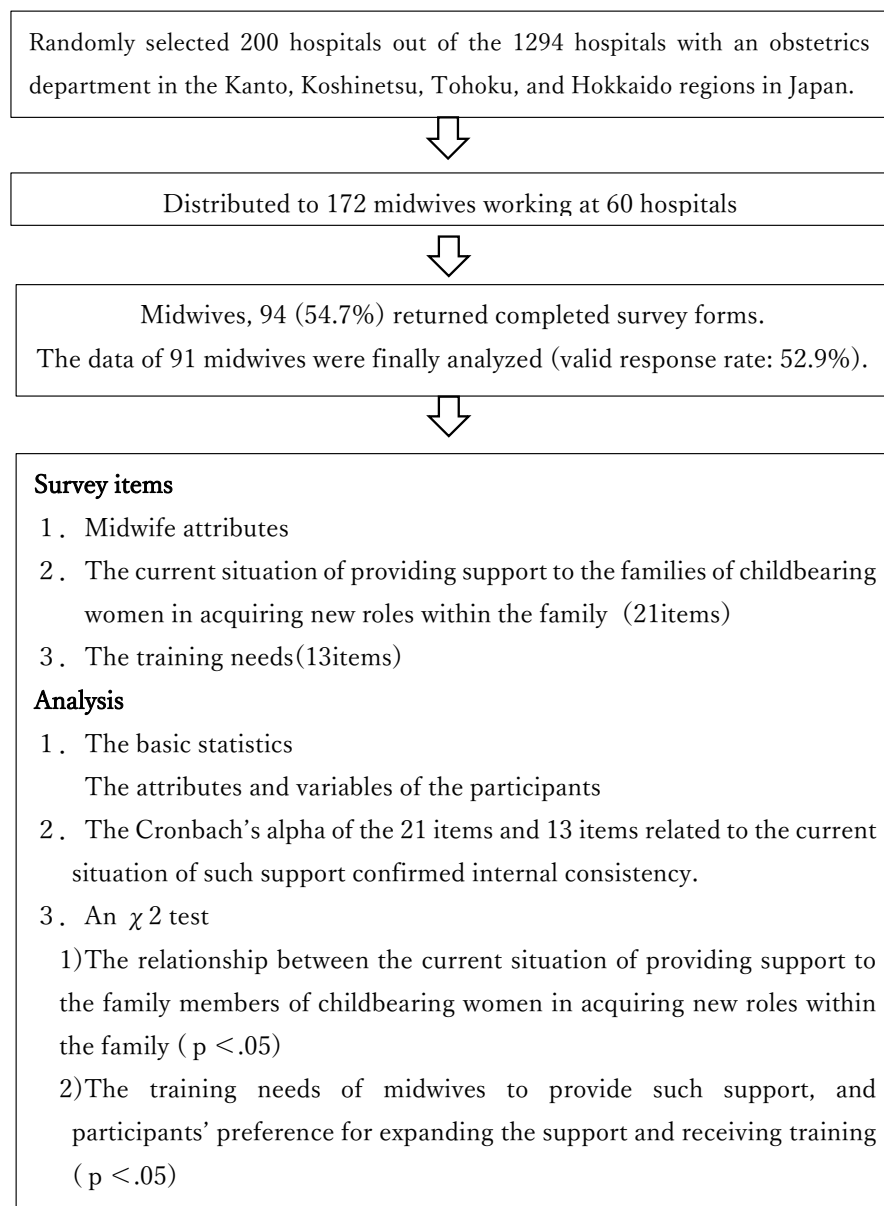 Randomly selected 200 hospitals out of the 1294 hospitals with an obstetrics
department in the Kanto, Koshinetsu, Tohoku, and Hokkaido regions in Japan.
Distributed to 172 midwives working at 60 hospitals
Midwives, 94 (54.7%) returned completed survey forms.
The data of 91 midwives were finally analyzed (valid response rate: 52.9%).
Survey items
１．Midwife attributes
２．The current situation of providing support to the families of childbearing
women in acquiring new roles within the family（21items）
３．The training needs(13items)
Analysis
１．The basic statistics
The attributes and variables of the participants
２．The Cronbach’s alpha of the 21 items and 13 items related to the current
situation of such support confirmed internal consistency.
３．An χ2 test
1)The relationship between the current situation of providing support to
the family members of childbearing women in acquiring new roles within
the family ( p ＜.05)
2)The training needs of midwives to provide such support, and
participants’ preference for expanding the support and receiving training
( p ＜.05)